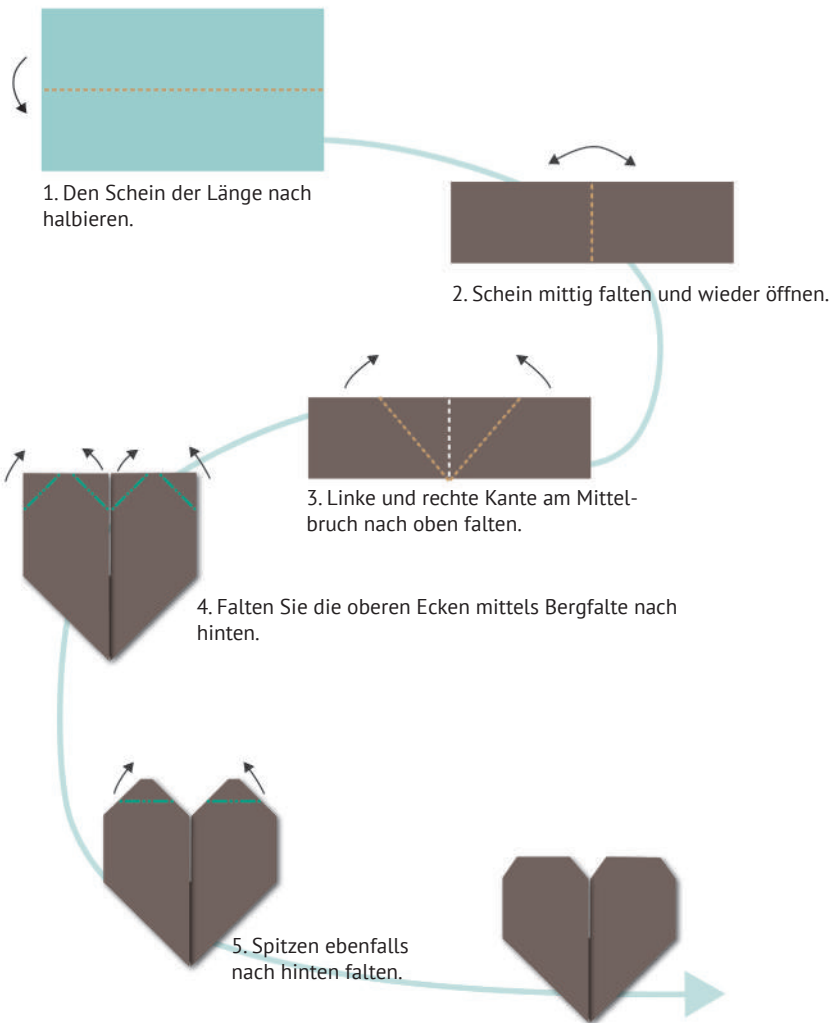 1. Den Schein der Länge nach
halbieren.
2. Schein mittig falten und wieder öffnen.
3. Linke und rechte Kante am Mittel-
bruch nach oben falten.
4. Falten Sie die oberen Ecken mittels Bergfalte nach
hinten.
5. Spitzen ebenfalls
nach hinten falten.